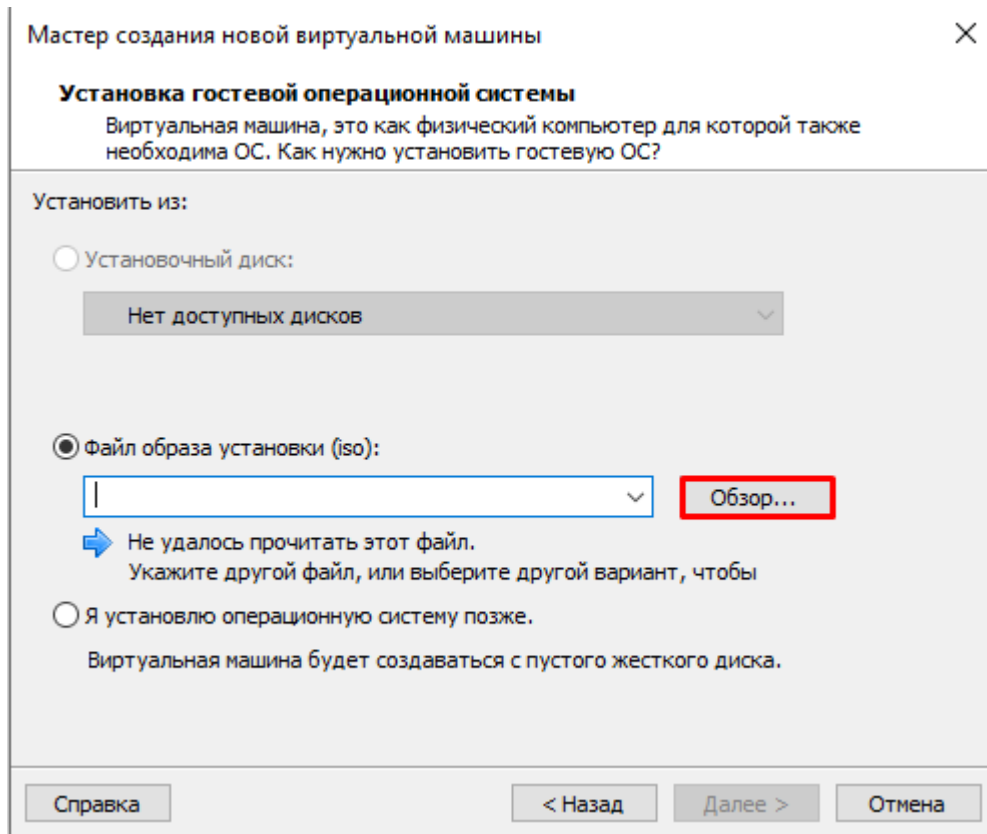 Мастер создания новой виртуальной машины
Установка гостевой операционной системы
Виртуальная машина, это как физический компьютер для которой также
необходима ОС. Как нужно установить гостевую ОС?
Установить из:
Установочный диск:
Нет доступных дисков
Файл образа установки (iso):
Обзор...
Не удалось прочитать этот файл.
Укажите другой файл, или выберите другой вариант, чтобы
Я установлю операционную систему позже.
Виртуальная машина будет создаваться с пустого жесткого диска.
Справка
< Назад
Далее >
Отмена